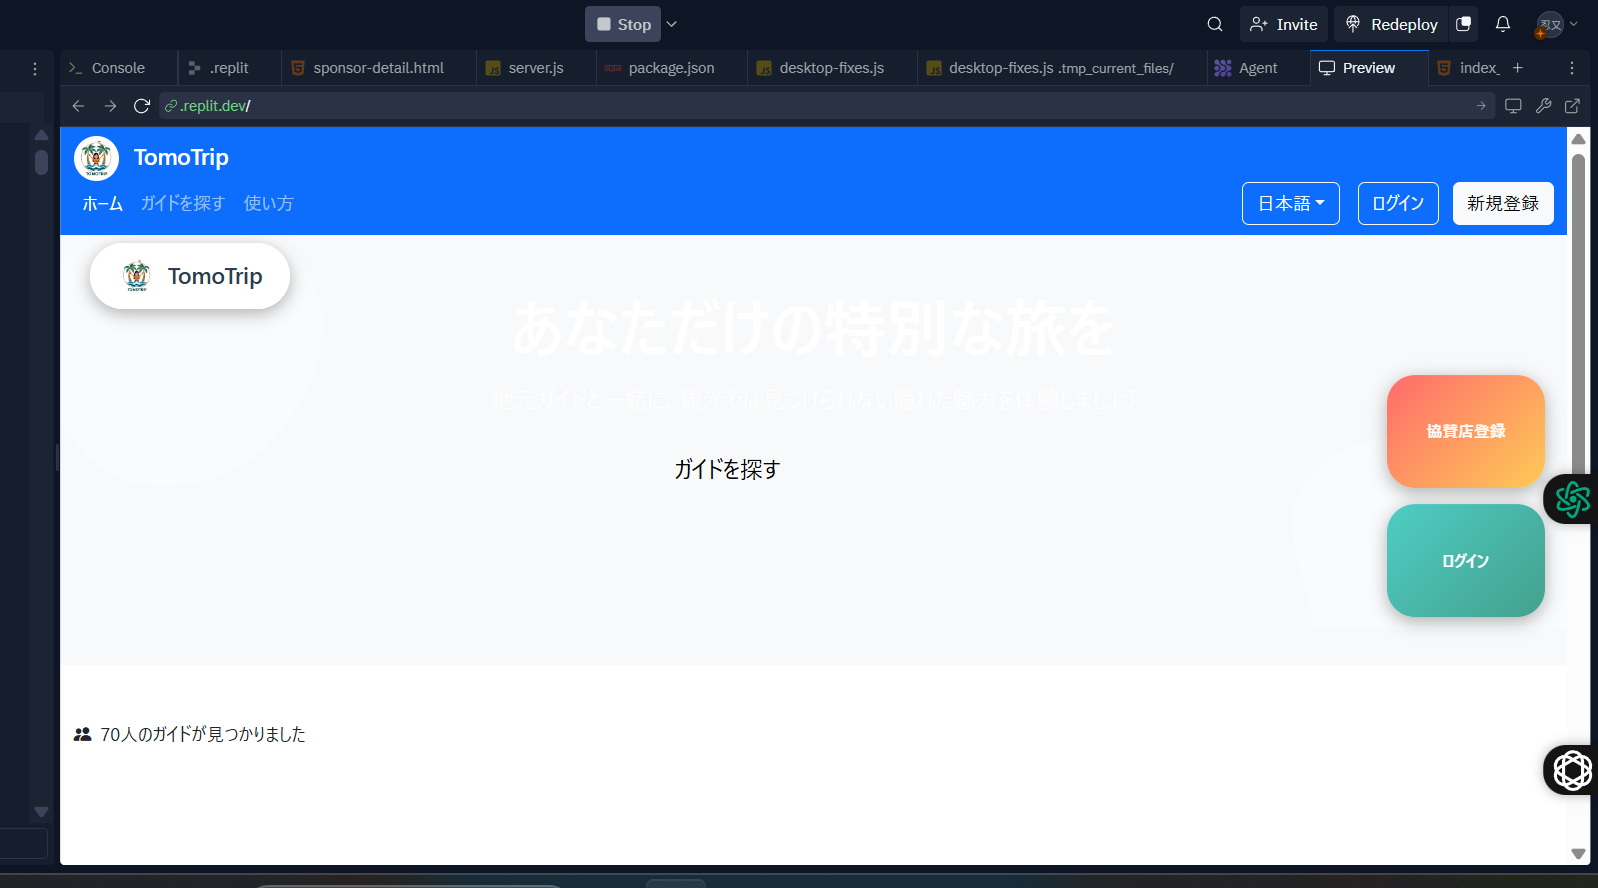 Stop
Invite
Redeploy
忍又
Console
.replit
sponsor-detail.html
server.js
package.json
desktop-fixes.js
desktop-fixes.js .tmp_current_files/
Agent
Preview
index_
.replit.dev/
TomoTrip
ホーム
ガイドを探す
使い方
日本語
ログイン
新規登録
TomoTrip
あなただけの特別な旅を
地元ガイドと一緒に、観光では見つけられない隠れた魅力を体験しましょう
ガイドを探す
協賛店登録
ログイン
70人のガイドが見つかりました